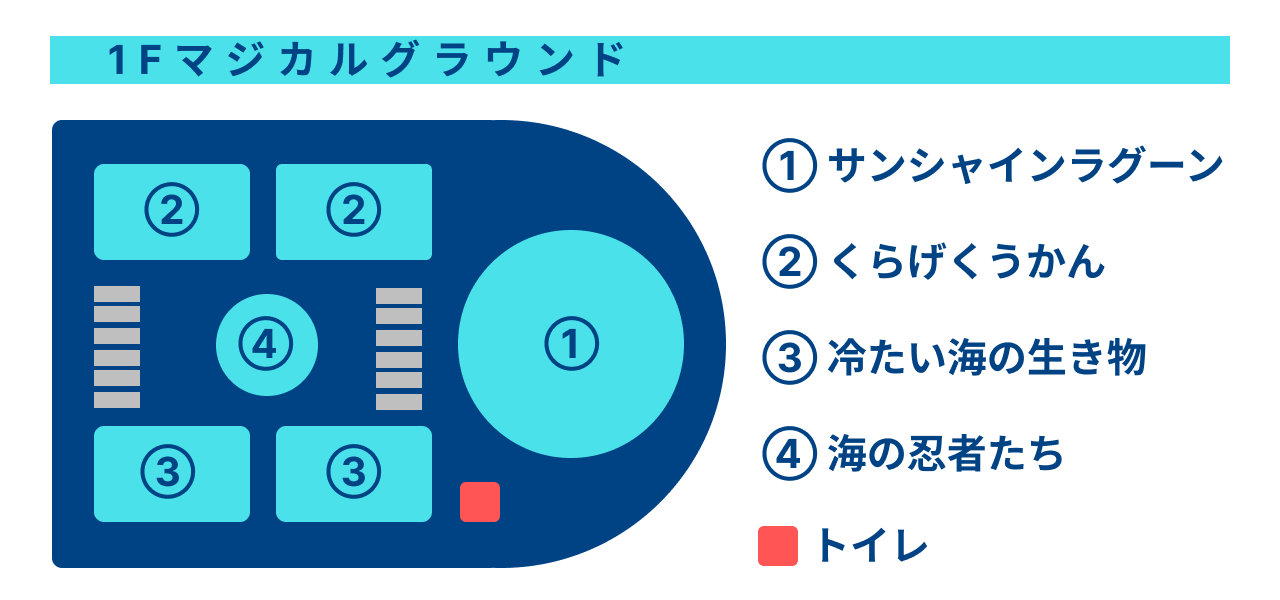 1Fマジカルグラウンド
② ②
④ ①
③ ③
① サンシャインラグーン
② くらげくうかん
③ 冷たい海の生き物
④ 海の忍者たち
トイレ